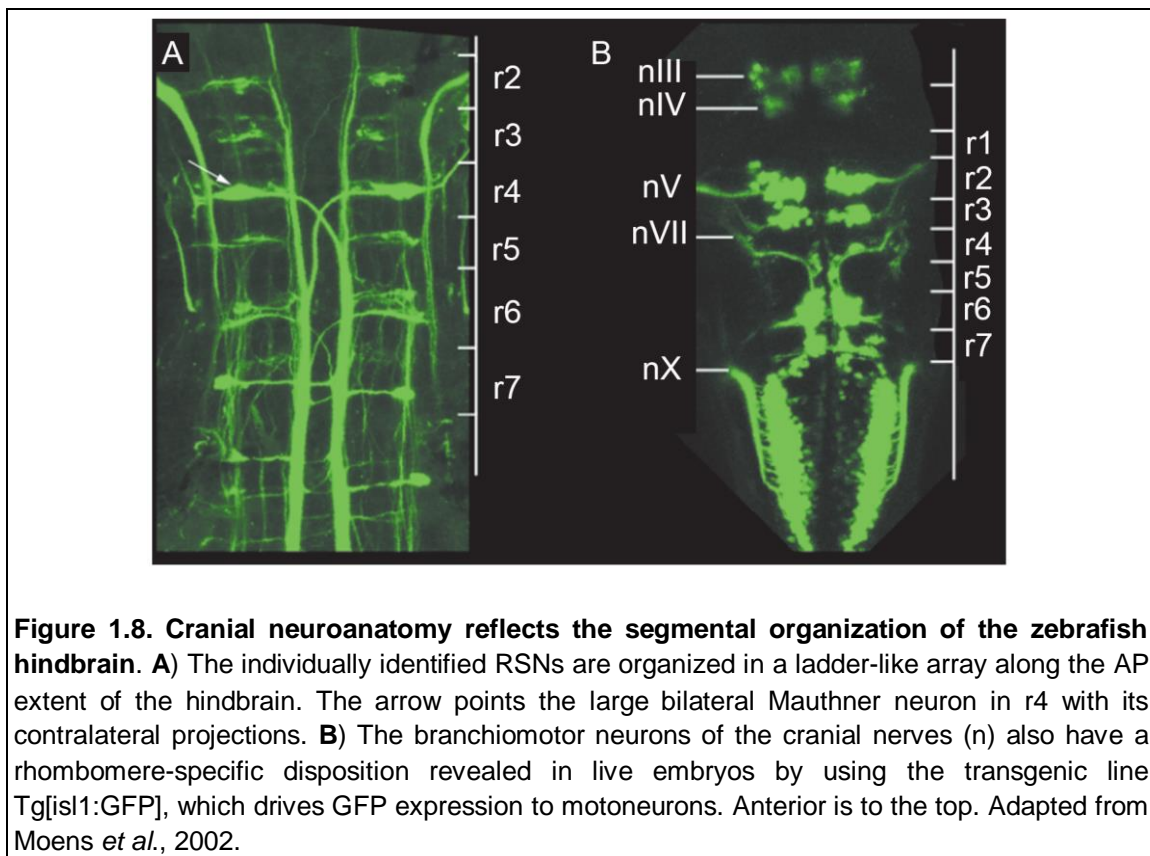 A
r2
r3
r4
r5
r6
r7
B
nIII
nIV
nV
nVII
nX
r1
r2
r3
r4
r5
r6
r7
Figure 1.8. Cranial neuroanatomy reflects the segmental organization of the zebrafish
hindbrain. A) The individually identified RSNs are organized in a ladder-like array along the AP
extent of the hindbrain. The arrow points the large bilateral Mauthner neuron in r4 with its
contralateral projections. B) The branchiomotor neurons of the cranial nerves (n) also have a
rhombomere-specific disposition revealed in live embryos by using the transgenic line
Tg[isl1:GFP], which drives GFP expression to motoneurons. Anterior is to the top. Adapted from
Moens et al., 2002.